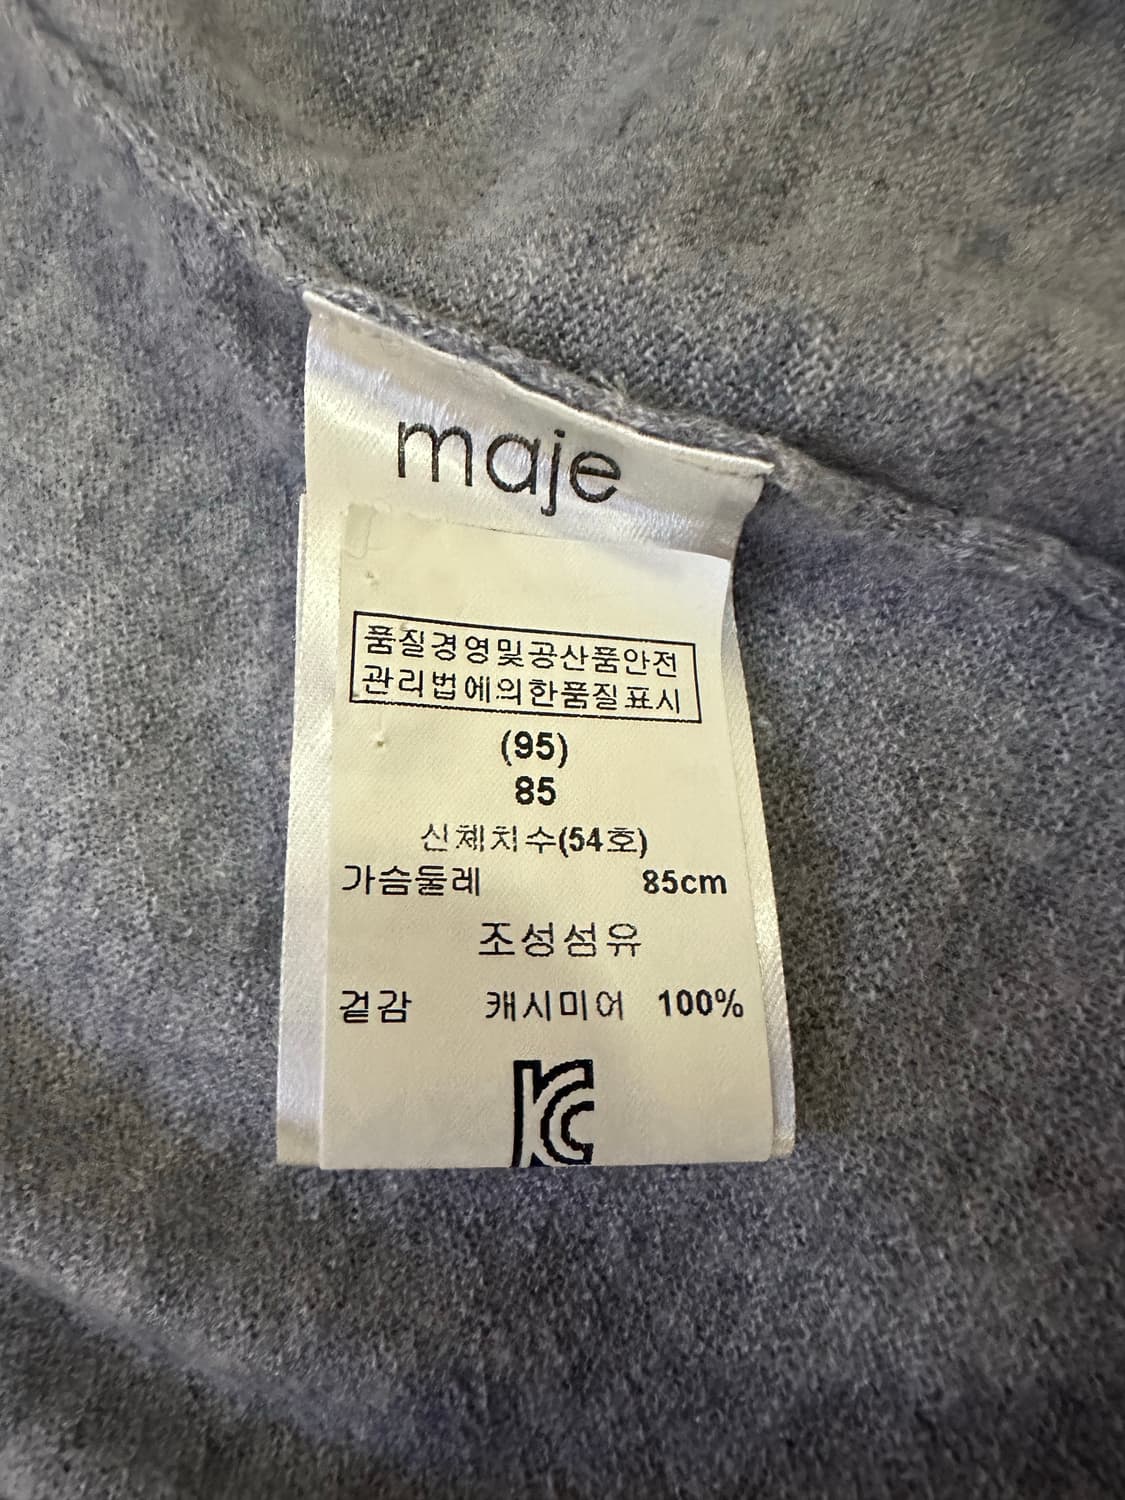 maje
품질경영및공산품안전
관리법에의한품질표시
(95)
85
신체치수(54호)
가슴둘레 85cm
조성섬유
겉감 캐시미어 100%
KC